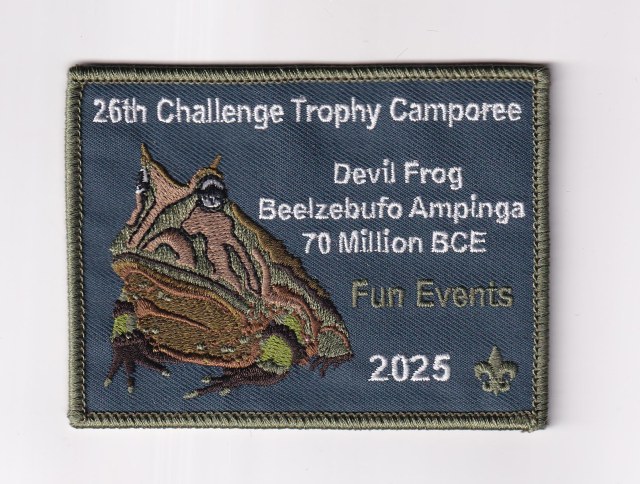 26th Challenge Trophy Camporee
Devil Frog
Beelzebufo Ampinga
70 Million BCE
Fun Events
2025